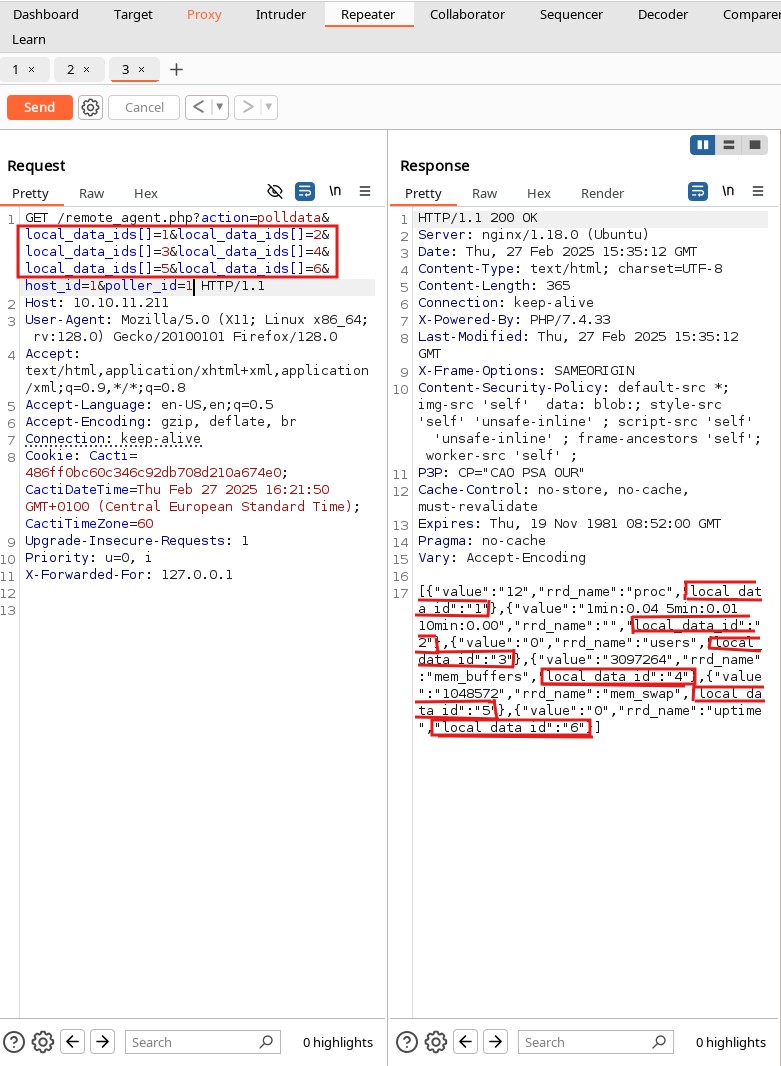 Dashboard Target Proxy Intruder Repeater Collaborator Sequencer Decoder Comparer
Learn
1 × 2 × 3 × +
Send Cancel < ▼ > ▼
Request
Pretty Raw Hex \n
1 GET /remote_agent.php?action=polldata&
local_data_ids[]=1&local_data_ids[]=2&
local_data_ids[]=3&local_data_ids[]=4&
local_data_ids[]=5&local_data_ids[]=6&
host_id=1&poller_id=1 HTTP/1.1
2 Host: 10.10.11.211
3 User-Agent: Mozilla/5.0 (X11; Linux x86_64;
rv:128.0) Gecko/20100101 Firefox/128.0
4 Accept:
text/html,application/xhtml+xml,application
/xml;q=0.9,*/*;q=0.8
5 Accept-Language: en-US,en;q=0.5
6 Accept-Encoding: gzip, deflate, br
7 Connection: keep-alive
8 Cookie: Cacti=
486ff0bc60c346c92db708d210a674e0;
CactiDateTime=Thu Feb 27 2025 16:21:50
GMT+0100 (Central European Standard Time);
CactiTimeZone=60
9 Upgrade-Insecure-Requests: 1
10 Priority: u=0, i
11 X-Forwarded-For: 127.0.0.1
12
13
Search 0 highlights
Response
Pretty Raw Hex Render \n
1 HTTP/1.1 200 OK
2 Server: nginx/1.18.0 (Ubuntu)
3 Date: Thu, 27 Feb 2025 15:35:12 GMT
4 Content-Type: text/html; charset=UTF-8
5 Content-Length: 365
6 Connection: keep-alive
7 X-Powered-By: PHP/7.4.33
8 Last-Modified: Thu, 27 Feb 2025 15:35:12
GMT
9 X-Frame-Options: SAMEORIGIN
10 Content-Security-Policy: default-src *;
img-src 'self' data: blob:; style-src
'self' 'unsafe-inline' ; script-src 'self'
'unsafe-inline' ; frame-ancestors 'self';
worker-src 'self' ;
11 P3P: CP="CAO PSA OUR"
12 Cache-Control: no-store, no-cache,
must-revalidate
13 Expires: Thu, 19 Nov 1981 08:52:00 GMT
14 Pragma: no-cache
15 Vary: Accept-Encoding
16
17 [{"value":"12","rrd_name":"proc","local_dat
a_id":"1"},{"value":"1min:0.04 5min:0.01
10min:0.00","rrd_name":"","local_data_id":"
2"},{"value":"0","rrd_name":"users","local_
data_id":"3"},{"value":"3097264","rrd_name"
:"mem_buffers","local_data_id":"4"},{"value
":"1048572","rrd_name":"mem_swap","local_da
ta_id":"5"},{"value":"0","rrd_name":"uptime
","local_data_id":"6"}]
Search 0 highlights